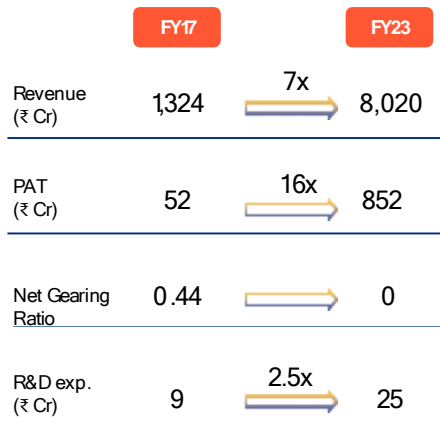 FY17 FY23
7x
Revenue
(₹ Cr) 1,324 8,020
16x
PAT
(₹ Cr) 52 852
Net Gearing
Ratio 0.44 0
2.5x
R&D exp.
(₹ Cr) 9 25